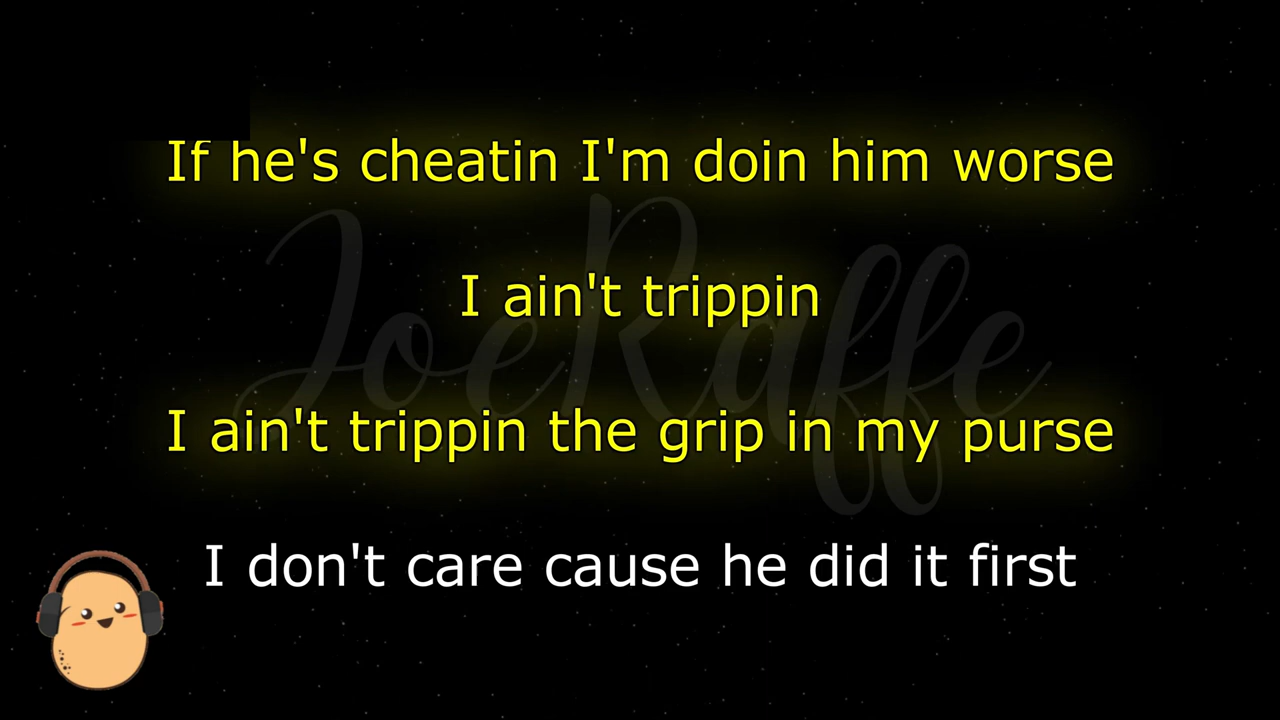 If he's cheatin I'm doin him worse
I ain't trippin
JoeRaffe
I ain't trippin the grip in my purse
I don't care cause he did it first